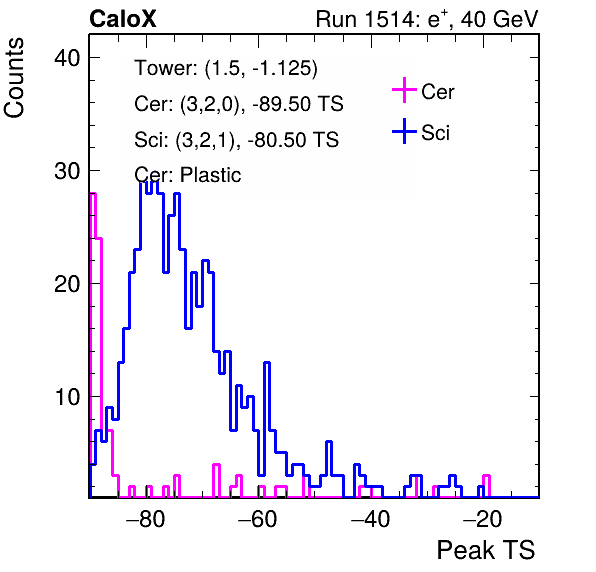 CaloX Run 1514: e⁺, 40 GeV
Counts
40
30
20
10
Tower: (1.5, -1.125)
Cer: (3,2,0), -89.50 TS
Sci: (3,2,1), -80.50 TS
Cer: Plastic
Cer
Sci
−80 −60 −40 −20
Peak TS